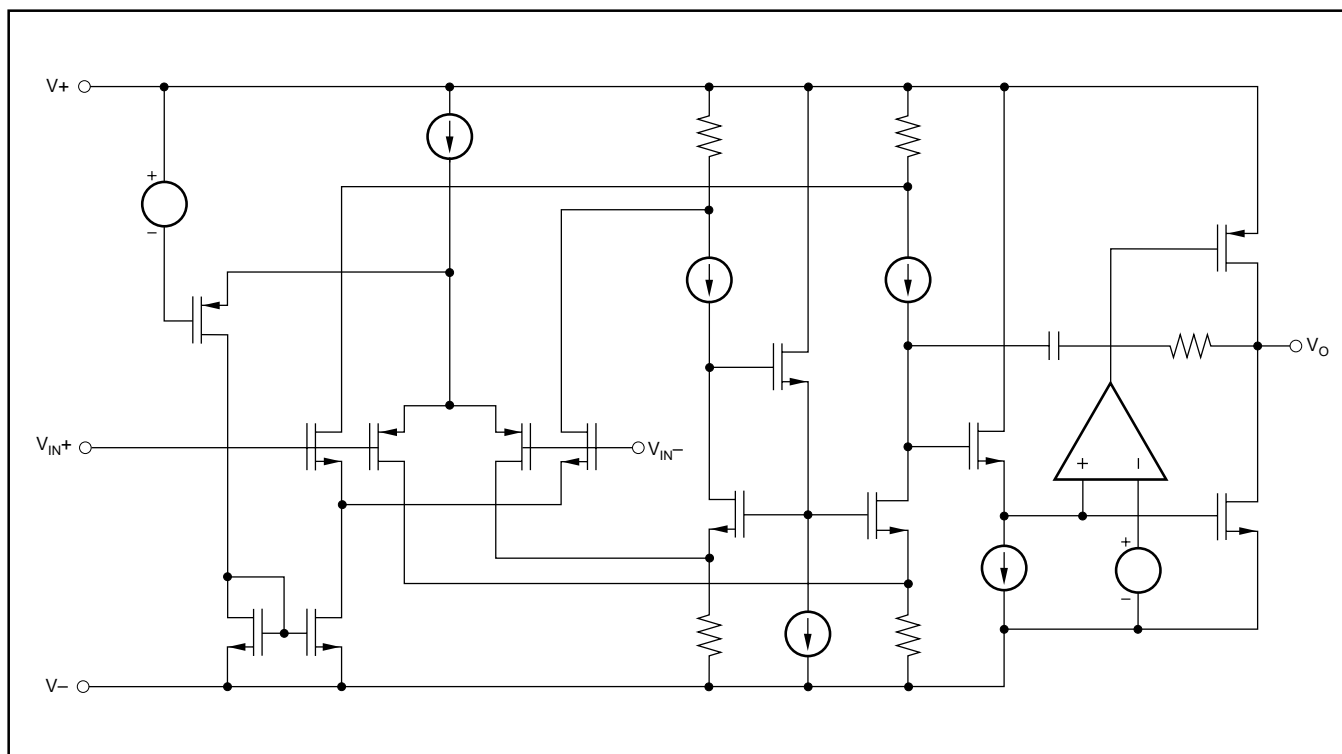 V+
+
–
V_IN+
V_IN–
V_O
+ –
+
–
V–